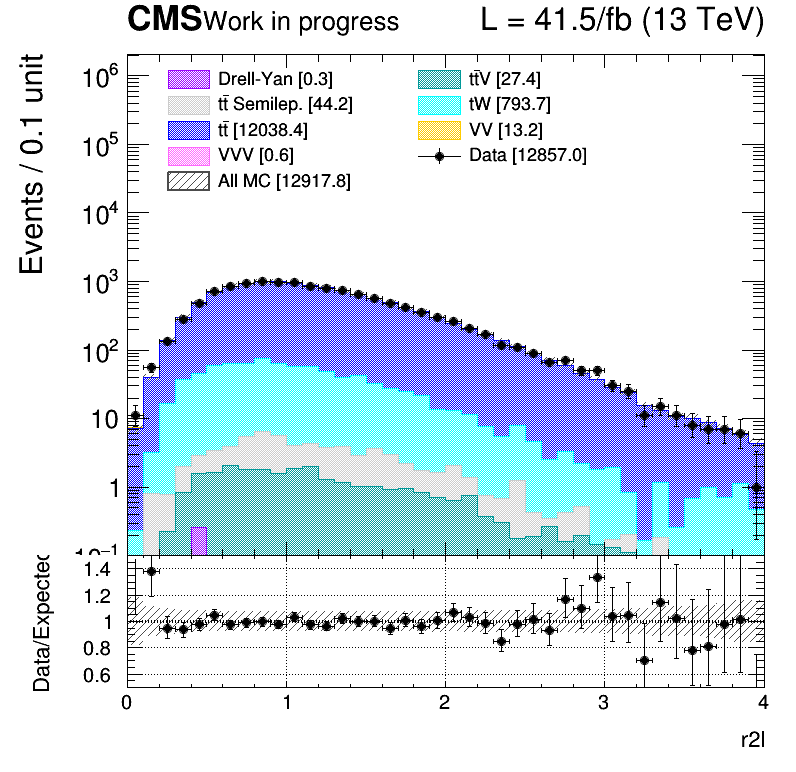 CMS Work in progress L = 41.5/fb (13 TeV)
Events / 0.1 unit
10⁶
10⁵
10⁴
10³
10²
10
1
10⁻¹
Drell-Yan [0.3]
tt̄ Semilep. [44.2]
tt̄ [12038.4]
VVV [0.6]
All MC [12917.8]
tt̄V [27.4]
tW [793.7]
VV [13.2]
Data [12857.0]
Data/Expected
1.4
1.2
1
0.8
0.6
0 1 2 3 4
r2l